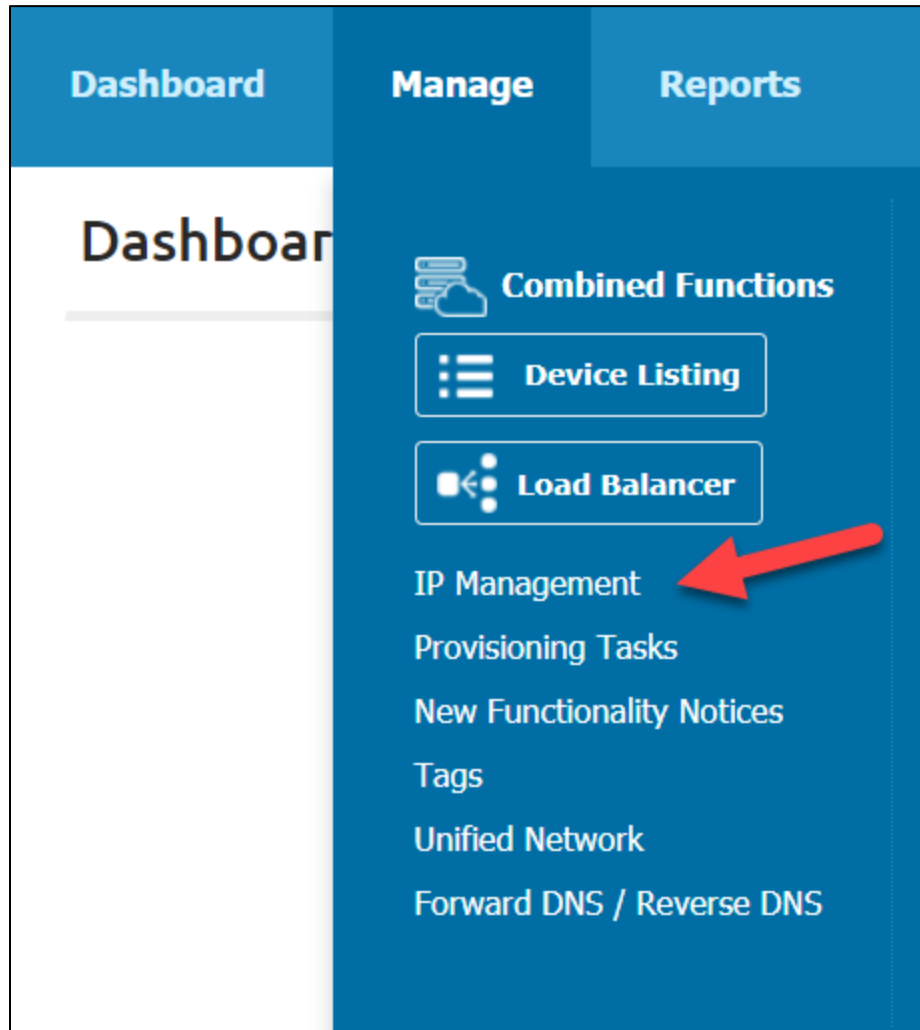 Dashboard Manage Reports
Dashboar
Combined Functions
Device Listing
Load Balancer
IP Management
Provisioning Tasks
New Functionality Notices
Tags
Unified Network
Forward DNS / Reverse DNS